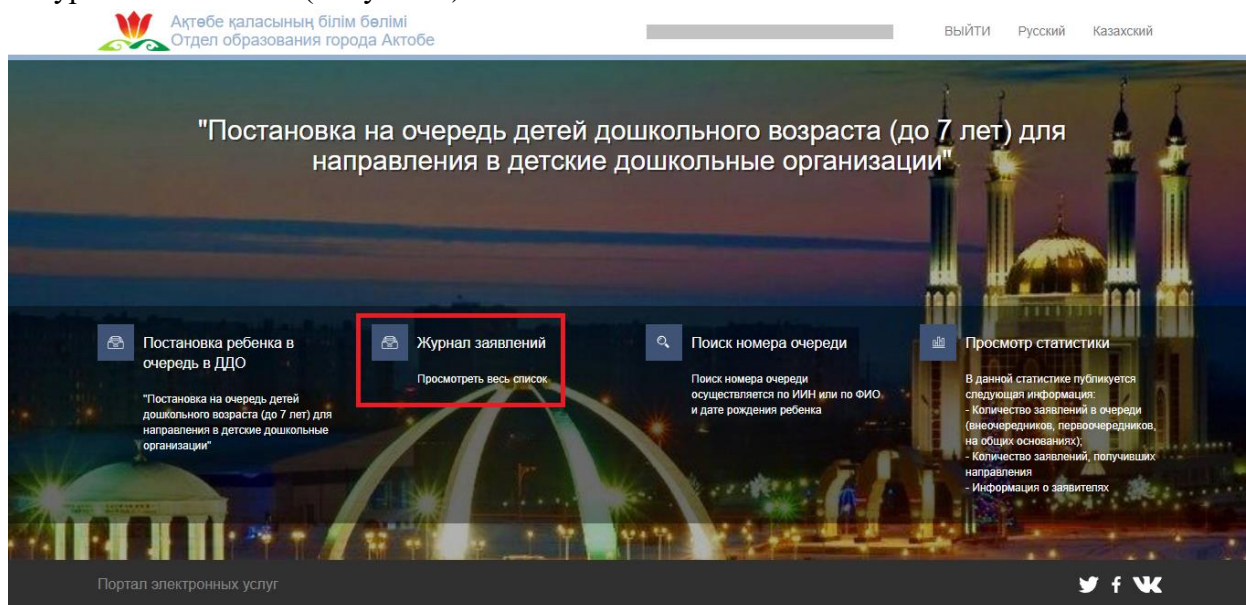 Ақтөбе қаласының білім бөлімі
Отдел образования города Актобе
ВЫЙТИ Русский Казахский
"Постановка на очередь детей дошкольного возраста (до 7 лет) для
направления в детские дошкольные организации"
Постановка ребенка в
очередь в ДДО
"Постановка на очередь детей
дошкольного возраста (до 7 лет) для
направления в детские дошкольные
организации"
Журнал заявлений
Просмотреть весь список
Поиск номера очереди
Поиск номера очереди
осуществляется по ИИН или по ФИО
и дате рождения ребенка
Просмотр статистики
В данной статистике публикуется
следующая информация:
- Количество заявлений в очереди
(внеочередников, первоочередников,
на общих основаниях);
- Количество заявлений, получивших
направления
- Информация о заявителях
Портал электронных услуг